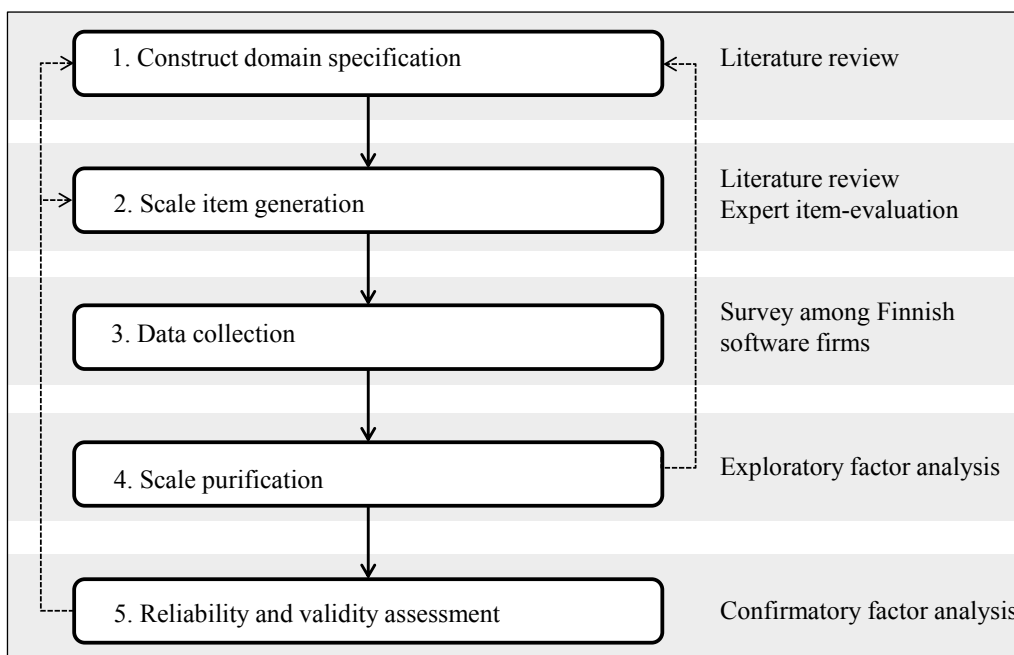 1. Construct domain specification
Literature review
2. Scale item generation
Literature review
Expert item-evaluation
3. Data collection
Survey among Finnish
software firms
4. Scale purification
Exploratory factor analysis
5. Reliability and validity assessment
Confirmatory factor analysis